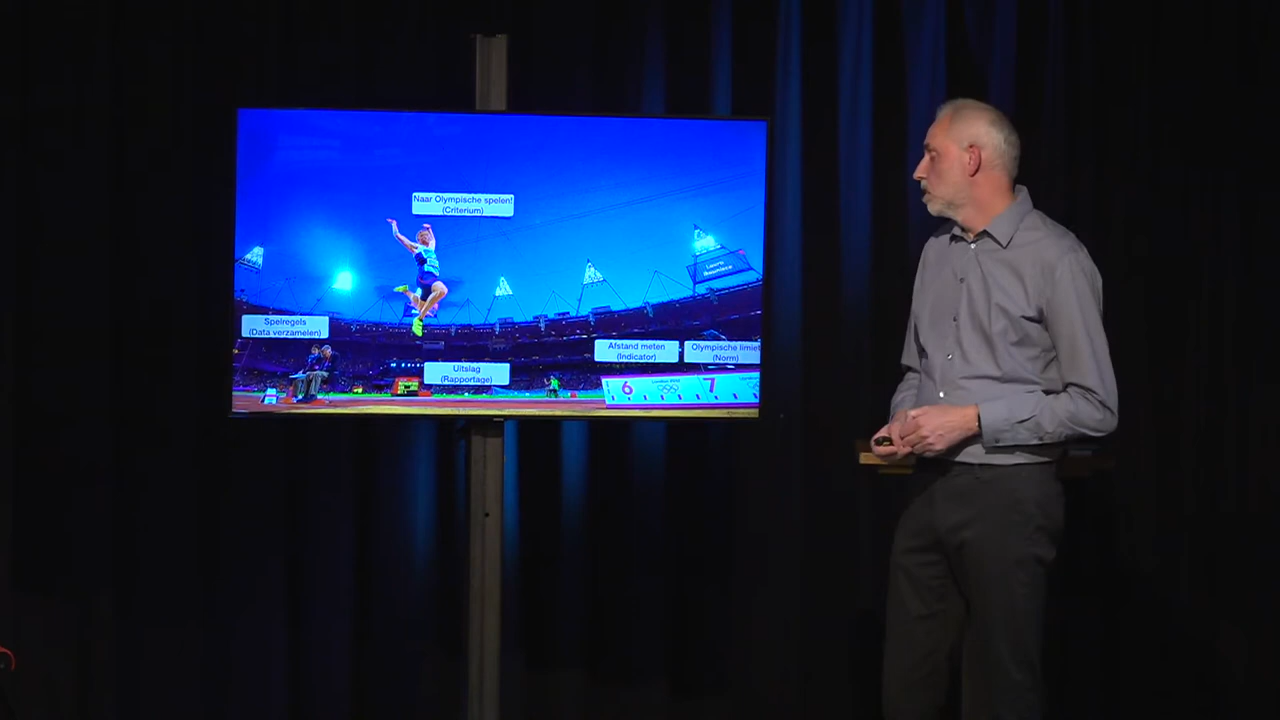 Naar Olympische spelen!
(Criterium)
Spelregels
(Data verzamelen)
Afstand meten
(Indicator)
Olympische limiet
(Norm)
Uitslag
(Rapportage)
6
7